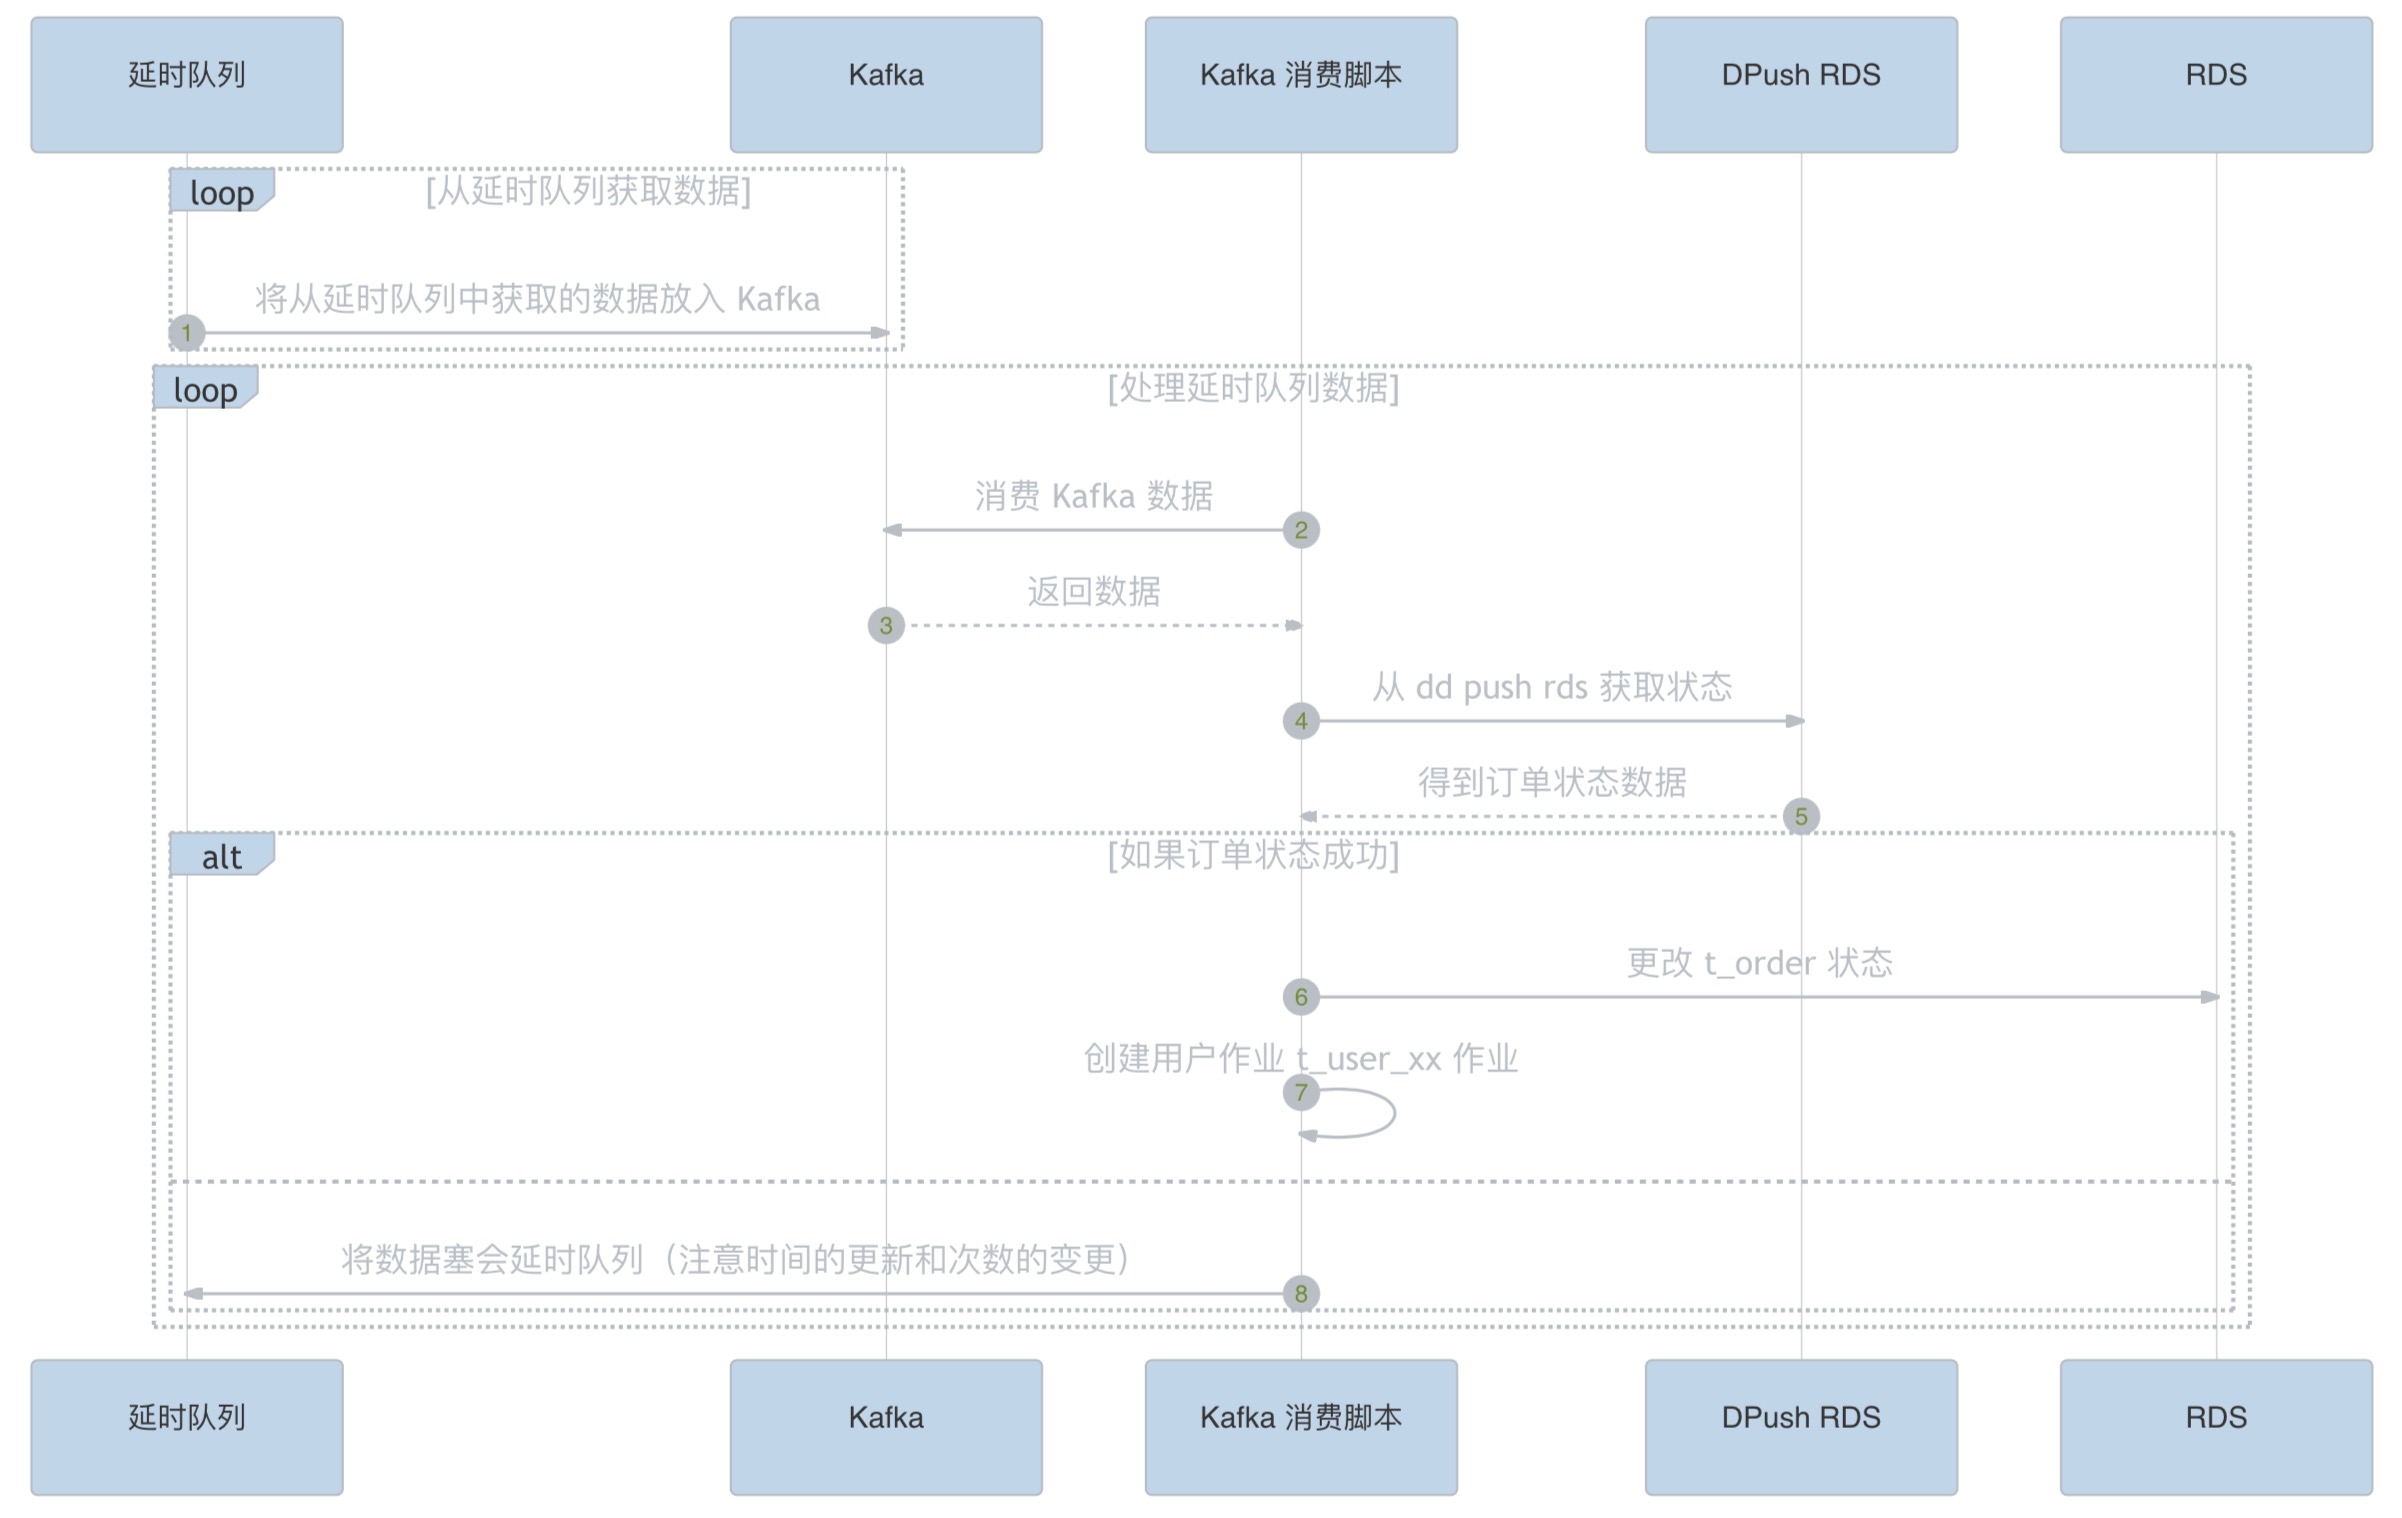 延时队列
Kafka
Kafka 消费脚本
DPush RDS
RDS
loop
[从延时队列获取数据]
将从延时队列中获取的数据放入 Kafka
1
loop
[处理延时队列数据]
消费 Kafka 数据
2
返回数据
3
从 dd push rds 获取状态
4
得到订单状态数据
5
alt
[如果订单状态成功]
更改 t_order 状态
6
创建用户作业 t_user_xx 作业
7
将数据塞会延时队列（注意时间的更新和次数的变更）
8
延时队列
Kafka
Kafka 消费脚本
DPush RDS
RDS